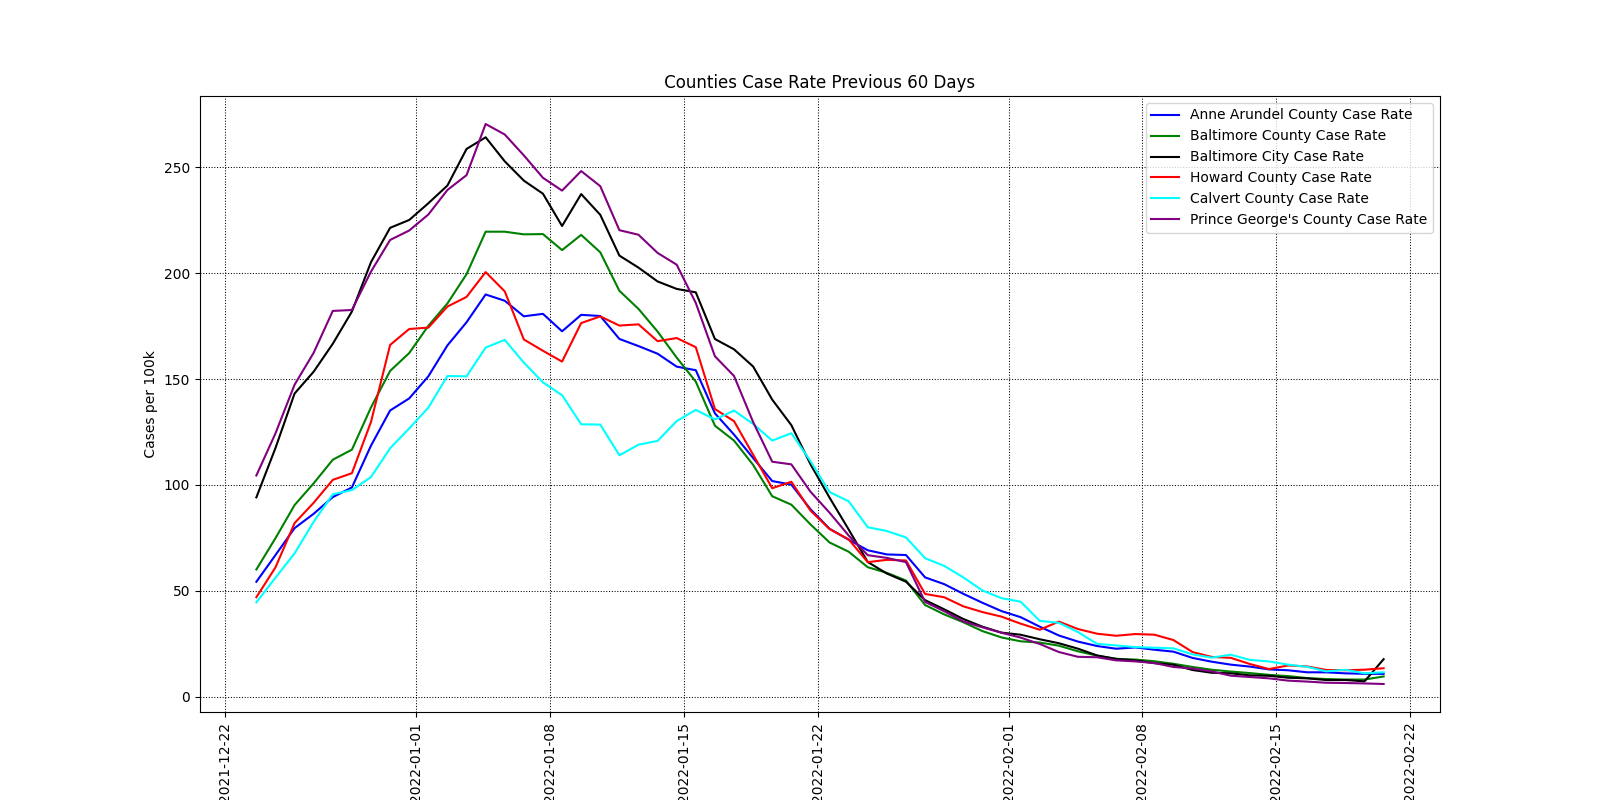 Counties Case Rate Previous 60 Days
Anne Arundel County Case Rate
Baltimore County Case Rate
Baltimore City Case Rate
Howard County Case Rate
Calvert County Case Rate
Prince George's County Case Rate
Cases per 100k
250
200
150
100
50
0
2021-12-22
2022-01-01
2022-01-08
2022-01-15
2022-01-22
2022-02-01
2022-02-08
2022-02-15
2022-02-22